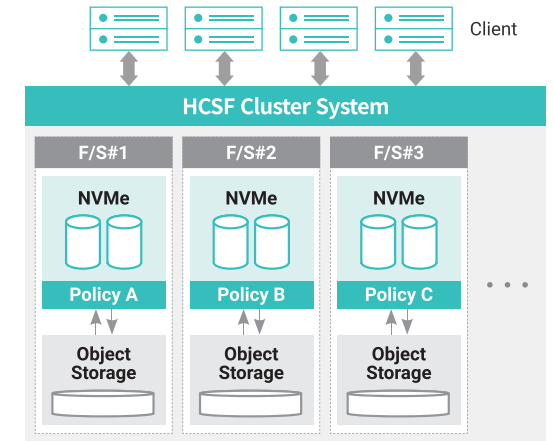 Client
HCSF Cluster System
F/S#1
F/S#2
F/S#3
NVMe
NVMe
NVMe
Policy A
Policy B
Policy C
• • •
Object
Storage
Object
Storage
Object
Storage